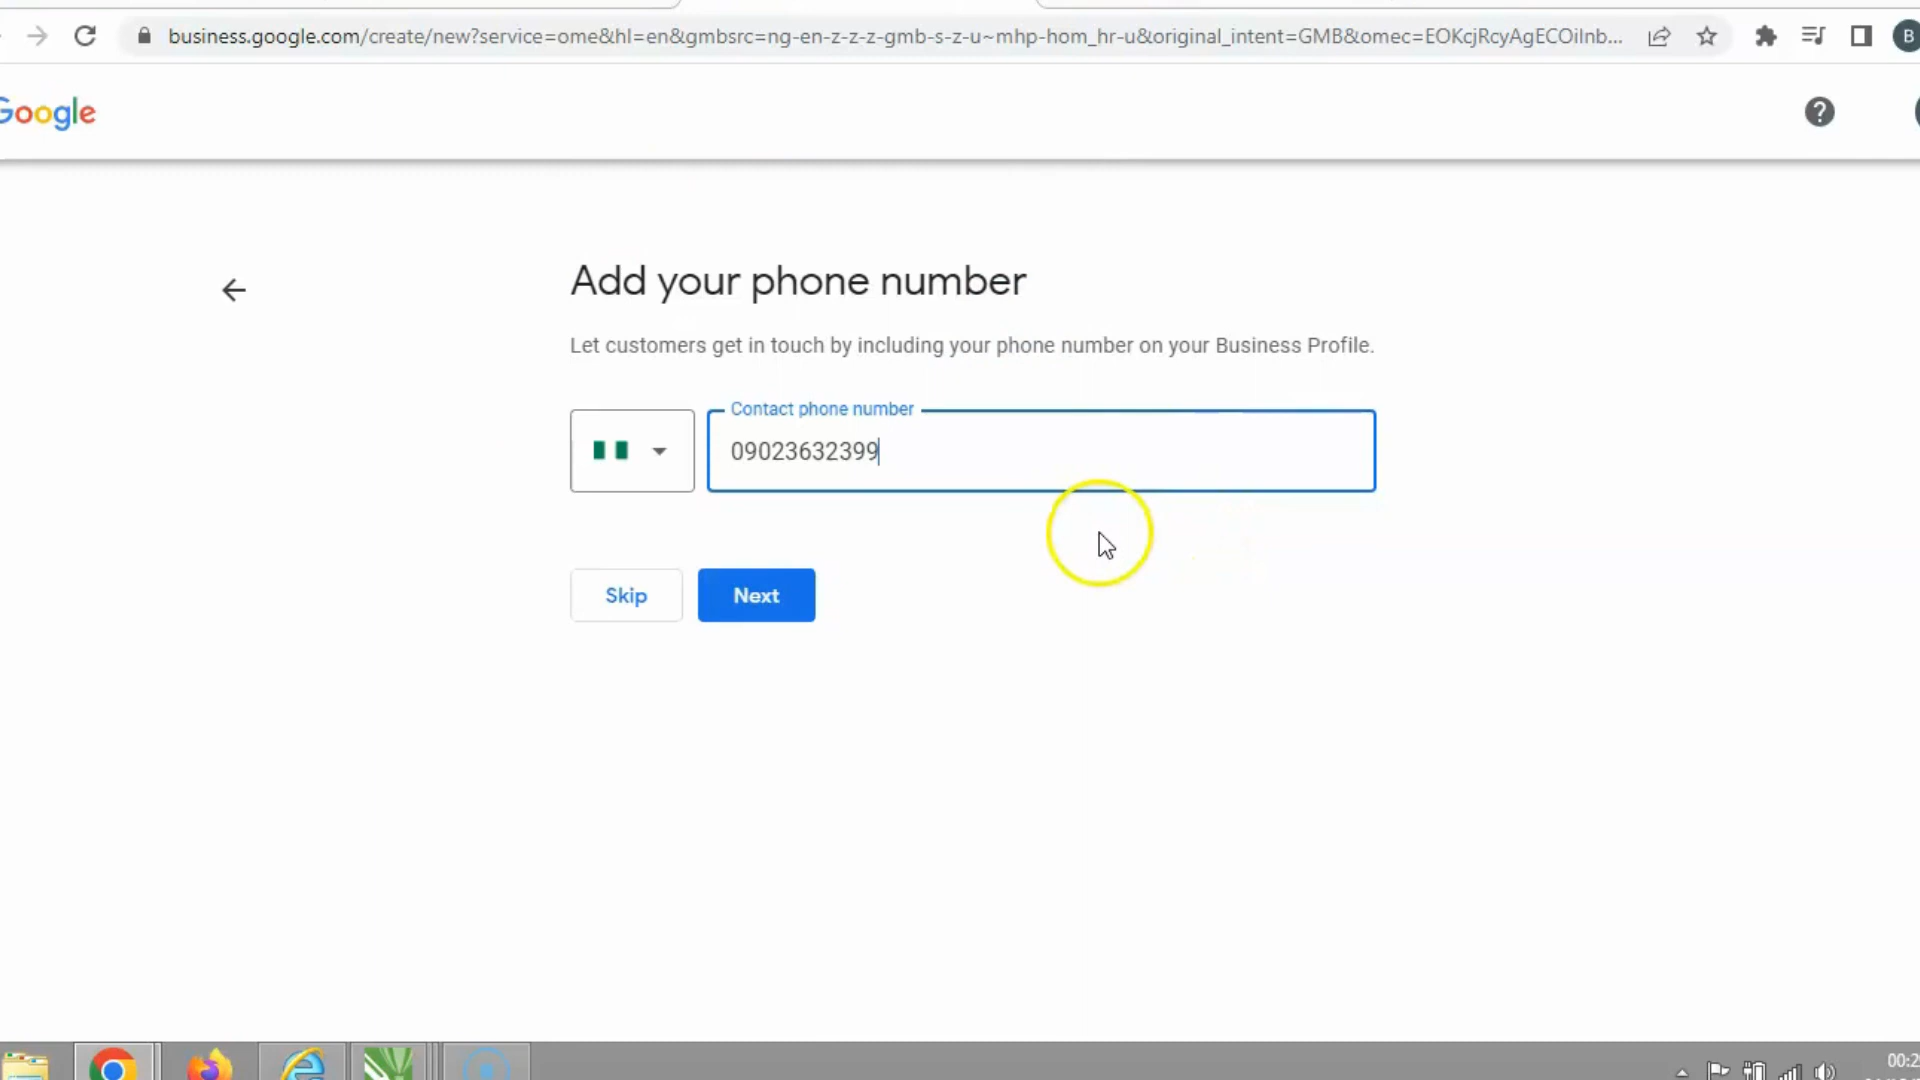 business.google.com/create/new?service=ome&hl=en&gmbsrc=ng-en-z-z-z-gmb-s-z-u~mhp-hom_hr-u&original_intent=GMB&omec=EOKcjRcyAgECOiInb...
B
Google
Add your phone number
Let customers get in touch by including your phone number on your Business Profile.
Contact phone number
09023632399
Skip
Next